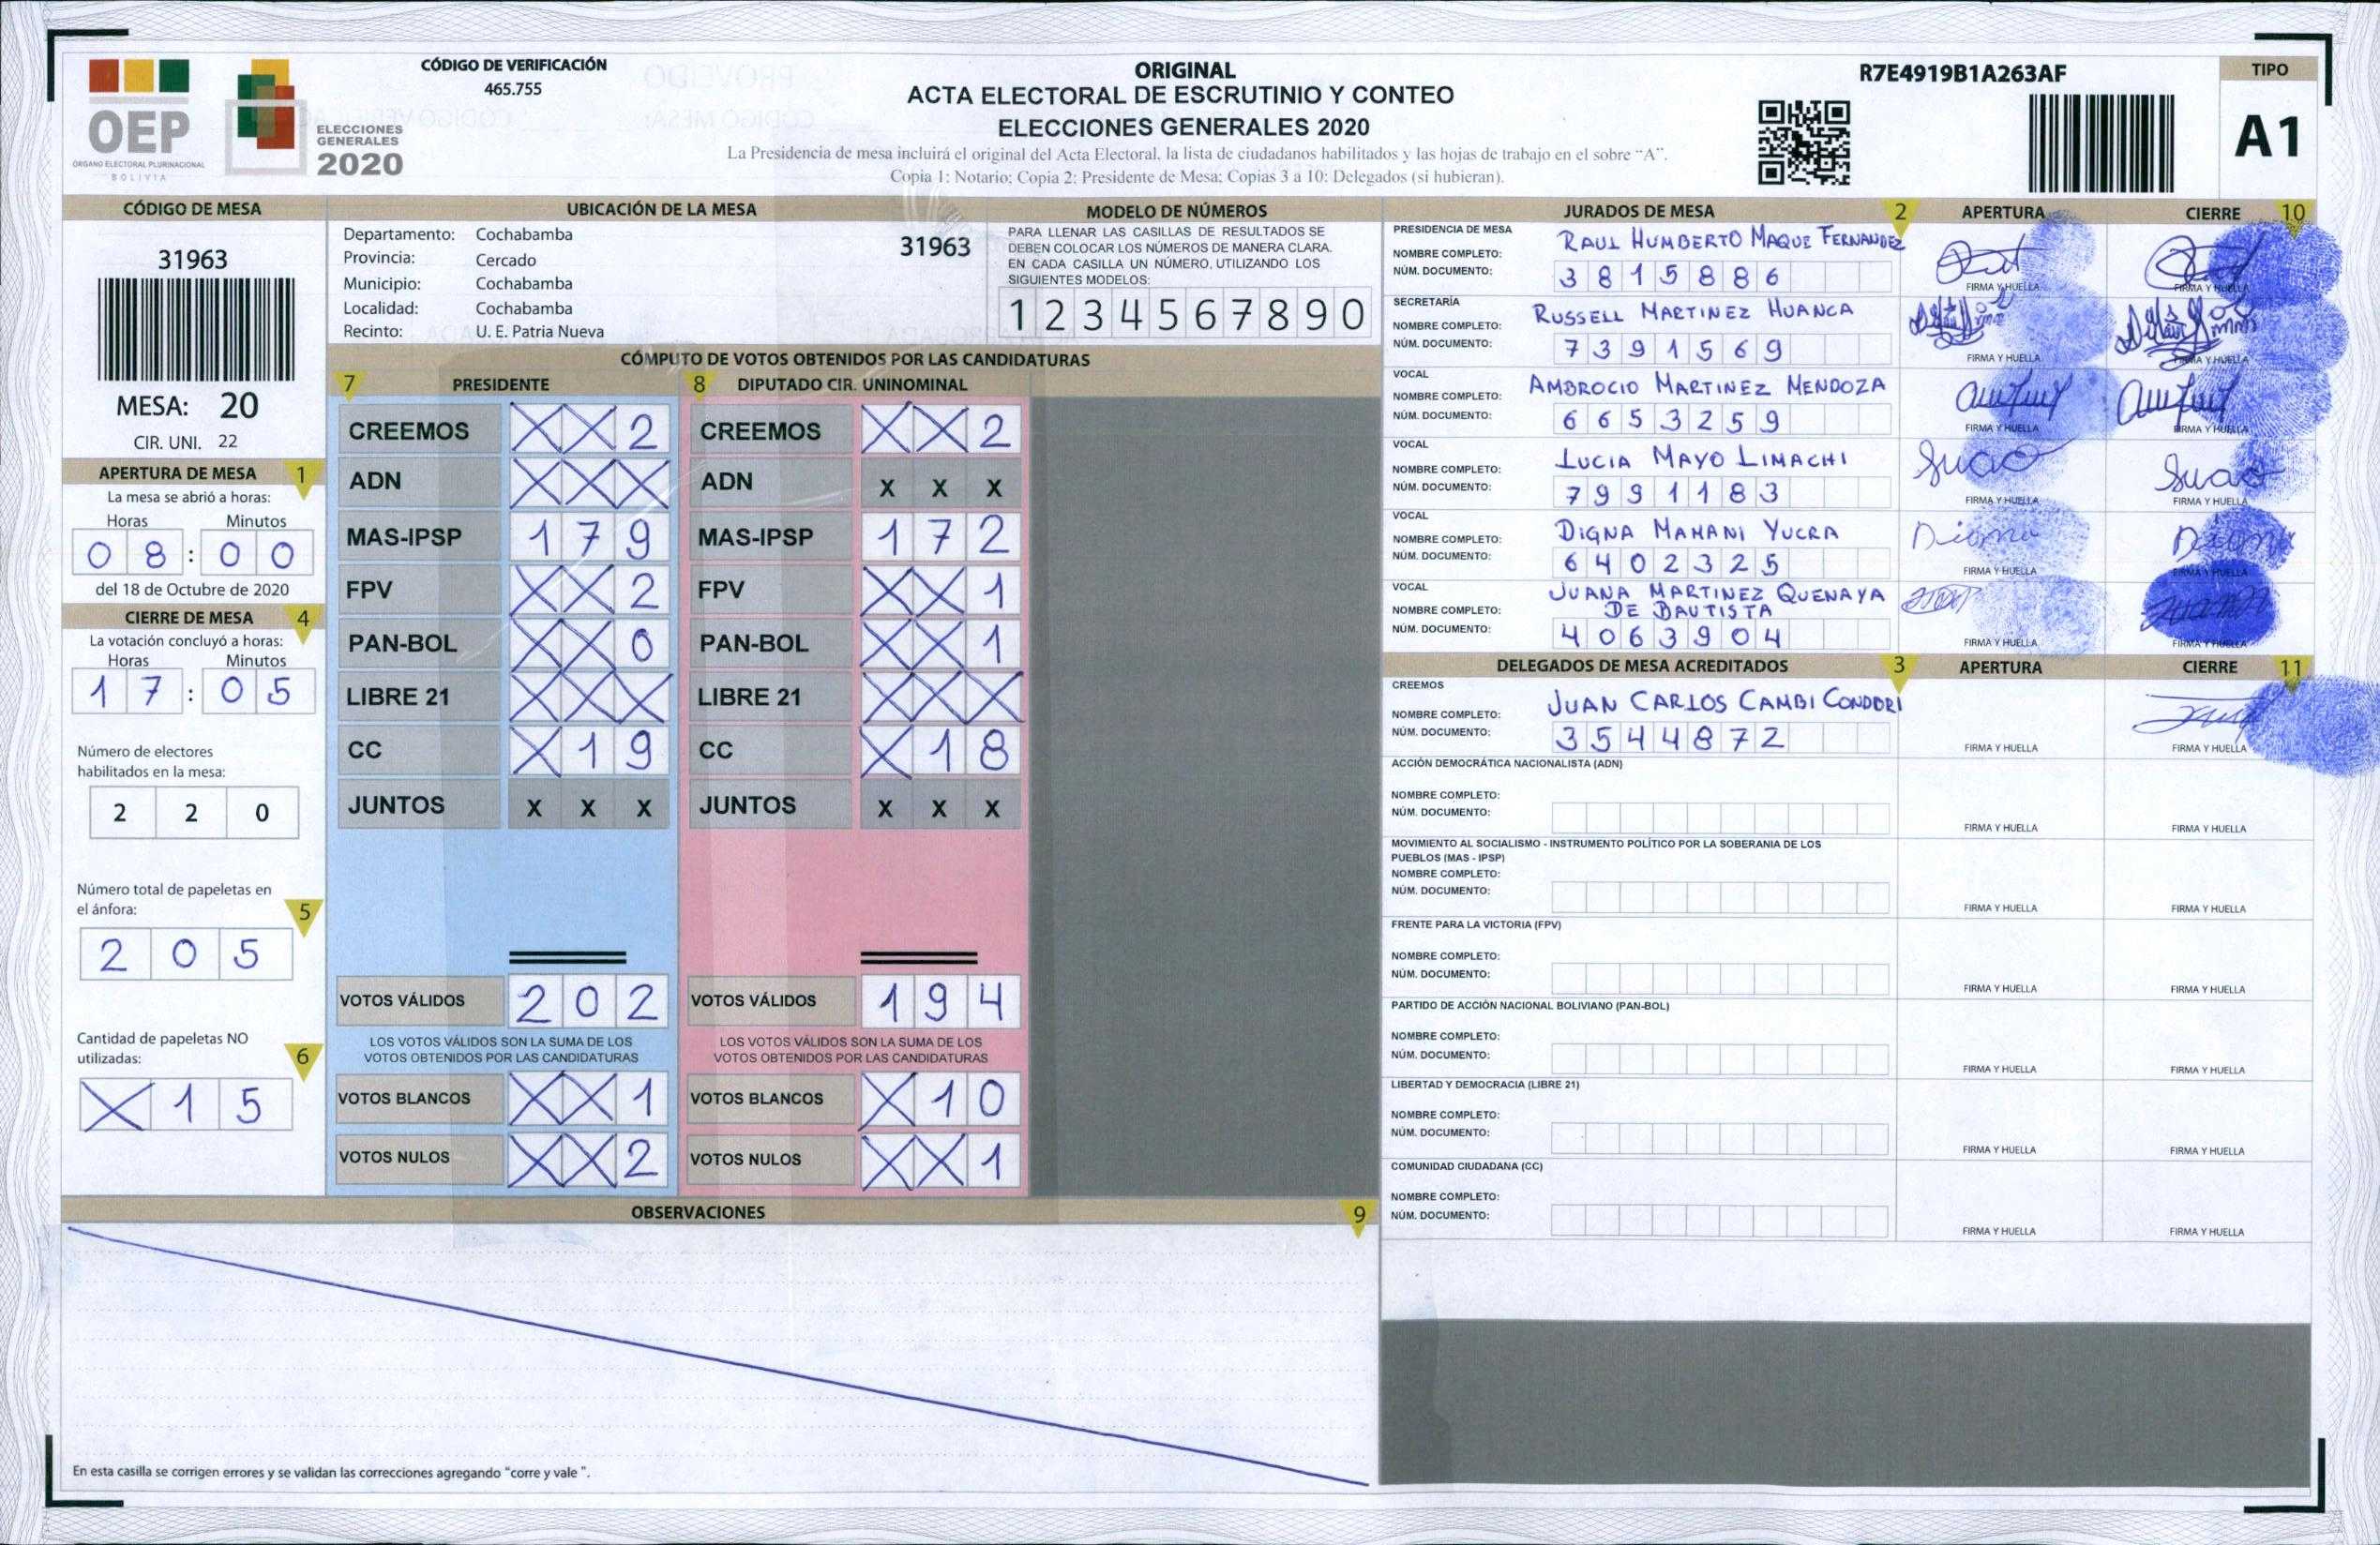 OEP
ORGANO ELECTORAL PLURINACIONAL
BOLIVIA
ELECCIONES
GENERALES
2020
CÓDIGO DE VERIFICACIÓN
465.755
ORIGINAL
ACTA ELECTORAL DE ESCRUTINIO Y CONTEO
ELECCIONES GENERALES 2020
La Presidencia de mesa incluirá el original del Acta Electoral, la lista de ciudadanos habilitados y las hojas de trabajo en el sobre "A".
Copia 1: Notario; Copia 2: Presidente de Mesa; Copias 3 a 10: Delegados (si hubieran).
R7E4919B1A263AF
TIPO
A1
CÓDIGO DE MESA
31963
MESA: 20
CIR. UNI. 22
APERTURA DE MESA 1
La mesa se abrió a horas:
Horas Minutos
08:00
del 18 de Octubre de 2020
CIERRE DE MESA 4
La votación concluyó a horas:
Horas Minutos
17:05
Número de electores
habilitados en la mesa:
2 2 0
Número total de papeletas en
el ánfora: 5
2 0 5
Cantidad de papeletas NO
utilizadas: 6
X 1 5
UBICACIÓN DE LA MESA
Departamento: Cochabamba
31963
Provincia: Cercado
Municipio: Cochabamba
Localidad: Cochabamba
Recinto: U. E. Patria Nueva
MODELO DE NÚMEROS
PARA LLENAR LAS CASILLAS DE RESULTADOS SE
DEBEN COLOCAR LOS NÚMEROS DE MANERA CLARA.
EN CADA CASILLA UN NÚMERO, UTILIZANDO LOS
SIGUIENTES MODELOS:
1 2 3 4 5 6 7 8 9 0
CÓMPUTO DE VOTOS OBTENIDOS POR LAS CANDIDATURAS
7 PRESIDENTE 8 DIPUTADO CIR. UNINOMINAL
CREEMOS X X 2 CREEMOS X X 2
ADN X X X ADN X X X
MAS-IPSP 1 7 9 MAS-IPSP 1 7 2
FPV X X 2 FPV X X 1
PAN-BOL X X 0 PAN-BOL X X 1
LIBRE 21 X X X LIBRE 21 X X X
CC X 1 9 CC X 1 8
JUNTOS X X X JUNTOS X X X
VOTOS VÁLIDOS 2 0 2 VOTOS VÁLIDOS 1 9 4
LOS VOTOS VÁLIDOS SON LA SUMA DE LOS LOS VOTOS VÁLIDOS SON LA SUMA DE LOS
VOTOS OBTENIDOS POR LAS CANDIDATURAS VOTOS OBTENIDOS POR LAS CANDIDATURAS
VOTOS BLANCOS X X 1 VOTOS BLANCOS X 1 0
VOTOS NULOS X X 2 VOTOS NULOS X X 1
OBSERVACIONES 9
En esta casilla se corrigen errores y se validan las correcciones agregando "corre y vale ".
JURADOS DE MESA 2 APERTURA CIERRE 10
PRESIDENCIA DE MESA
NOMBRE COMPLETO: RAUL HUMBERTO MAQUE FERNANDEZ
NÚM. DOCUMENTO: 3815886
FIRMA Y HUELLA FIRMA Y HUELLA
SECRETARÍA
NOMBRE COMPLETO: RUSSELL MARTINEZ HUANCA
NÚM. DOCUMENTO: 7391569
FIRMA Y HUELLA FIRMA Y HUELLA
VOCAL
NOMBRE COMPLETO: AMBROCIO MARTINEZ MENDOZA
NÚM. DOCUMENTO: 6653259
FIRMA Y HUELLA FIRMA Y HUELLA
VOCAL
NOMBRE COMPLETO: LUCIA MAYO LIMACHI
NÚM. DOCUMENTO: 7991183
FIRMA Y HUELLA FIRMA Y HUELLA
VOCAL
NOMBRE COMPLETO: DIGNA MAMANI YUCRA
NÚM. DOCUMENTO: 6402325
FIRMA Y HUELLA FIRMA Y HUELLA
VOCAL
NOMBRE COMPLETO: JUANA MARTINEZ QUENAYA
DE BAUTISTA
NÚM. DOCUMENTO: 4063904
FIRMA Y HUELLA FIRMA Y HUELLA
DELEGADOS DE MESA ACREDITADOS 3 APERTURA CIERRE 11
CREEMOS
NOMBRE COMPLETO: JUAN CARLOS CAMBI CONDORI
NÚM. DOCUMENTO: 3544872
FIRMA Y HUELLA FIRMA Y HUELLA
ACCIÓN DEMOCRÁTICA NACIONALISTA (ADN)
NOMBRE COMPLETO:
NÚM. DOCUMENTO:
FIRMA Y HUELLA FIRMA Y HUELLA
MOVIMIENTO AL SOCIALISMO - INSTRUMENTO POLÍTICO POR LA SOBERANIA DE LOS
PUEBLOS (MAS - IPSP)
NOMBRE COMPLETO:
NÚM. DOCUMENTO:
FIRMA Y HUELLA FIRMA Y HUELLA
FRENTE PARA LA VICTORIA (FPV)
NOMBRE COMPLETO:
NÚM. DOCUMENTO:
FIRMA Y HUELLA FIRMA Y HUELLA
PARTIDO DE ACCIÓN NACIONAL BOLIVIANO (PAN-BOL)
NOMBRE COMPLETO:
NÚM. DOCUMENTO:
FIRMA Y HUELLA FIRMA Y HUELLA
LIBERTAD Y DEMOCRACIA (LIBRE 21)
NOMBRE COMPLETO:
NÚM. DOCUMENTO:
FIRMA Y HUELLA FIRMA Y HUELLA
COMUNIDAD CIUDADANA (CC)
NOMBRE COMPLETO:
NÚM. DOCUMENTO:
FIRMA Y HUELLA FIRMA Y HUELLA